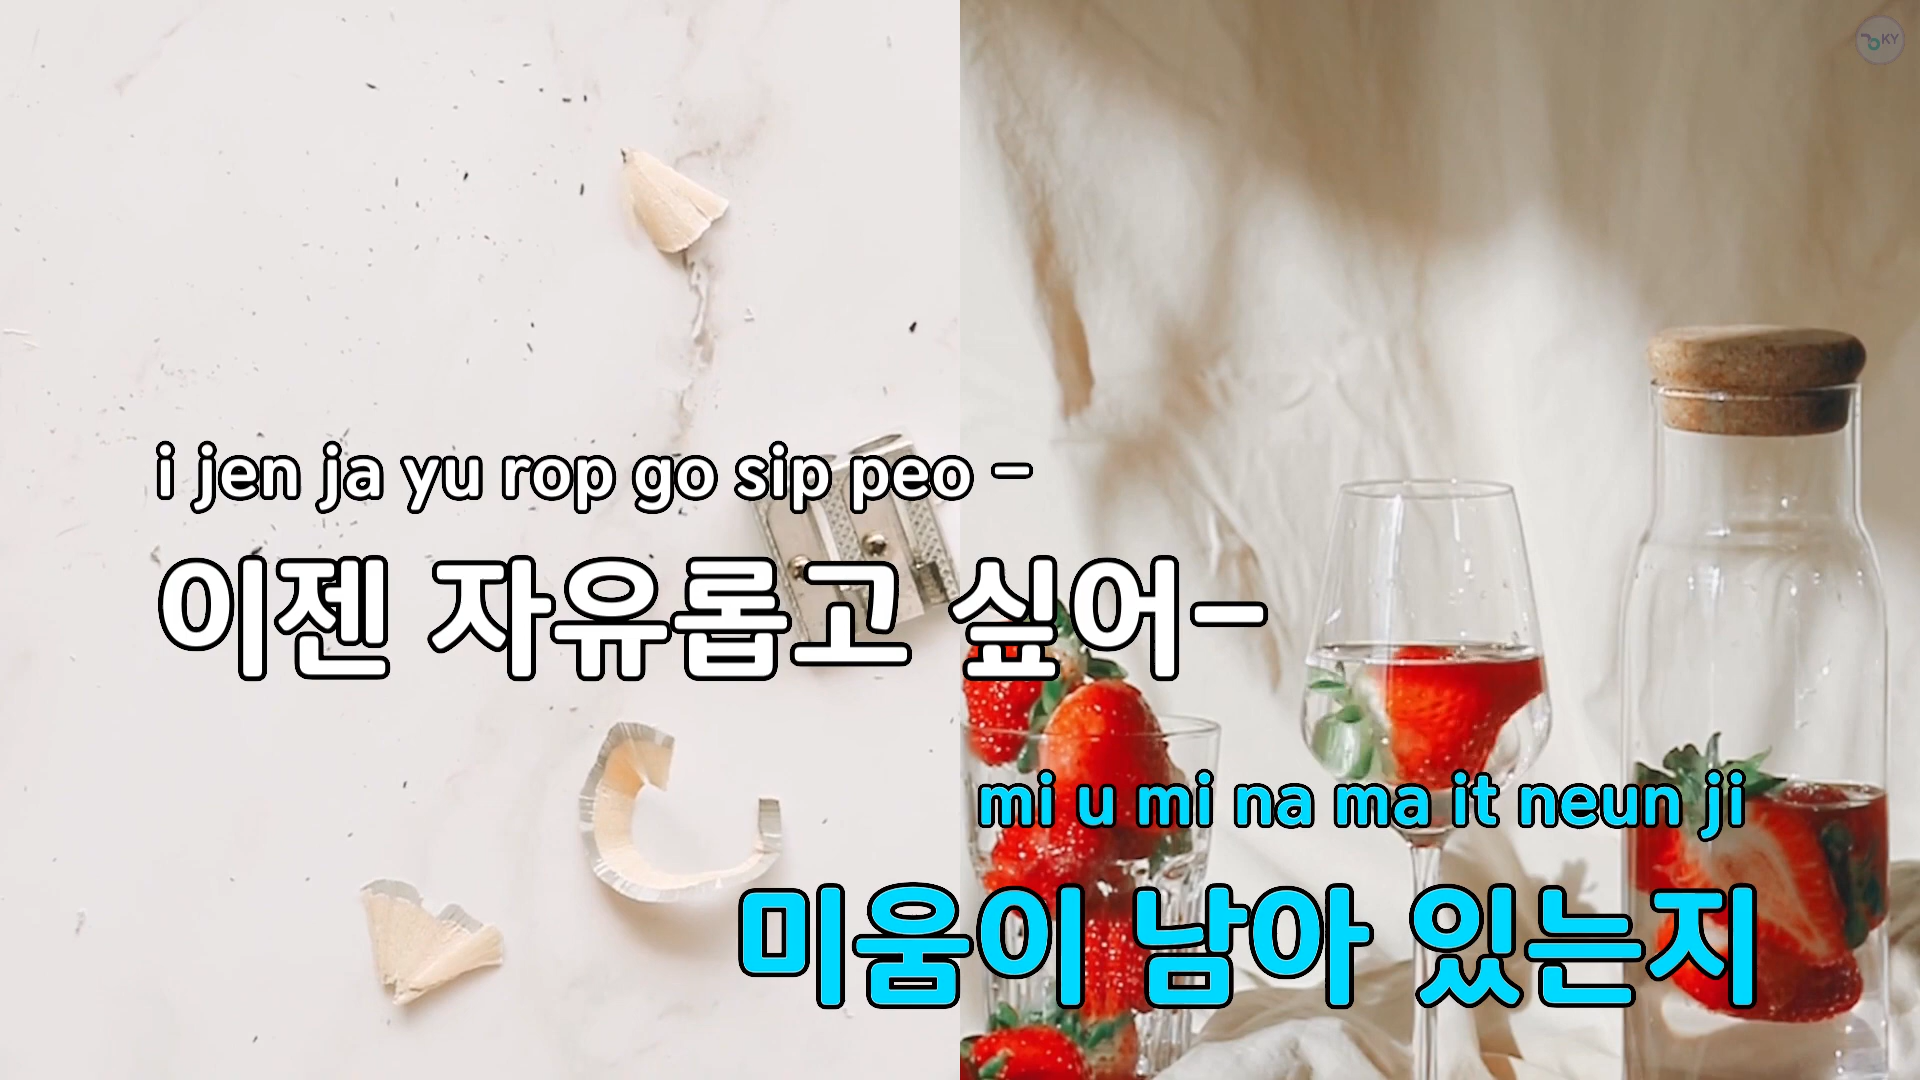 KY
i jen ja yu rop go sip peo –
이젠 자유롭고 싶어–
mi u mi na ma it neun ji
미움이 남아 있는지